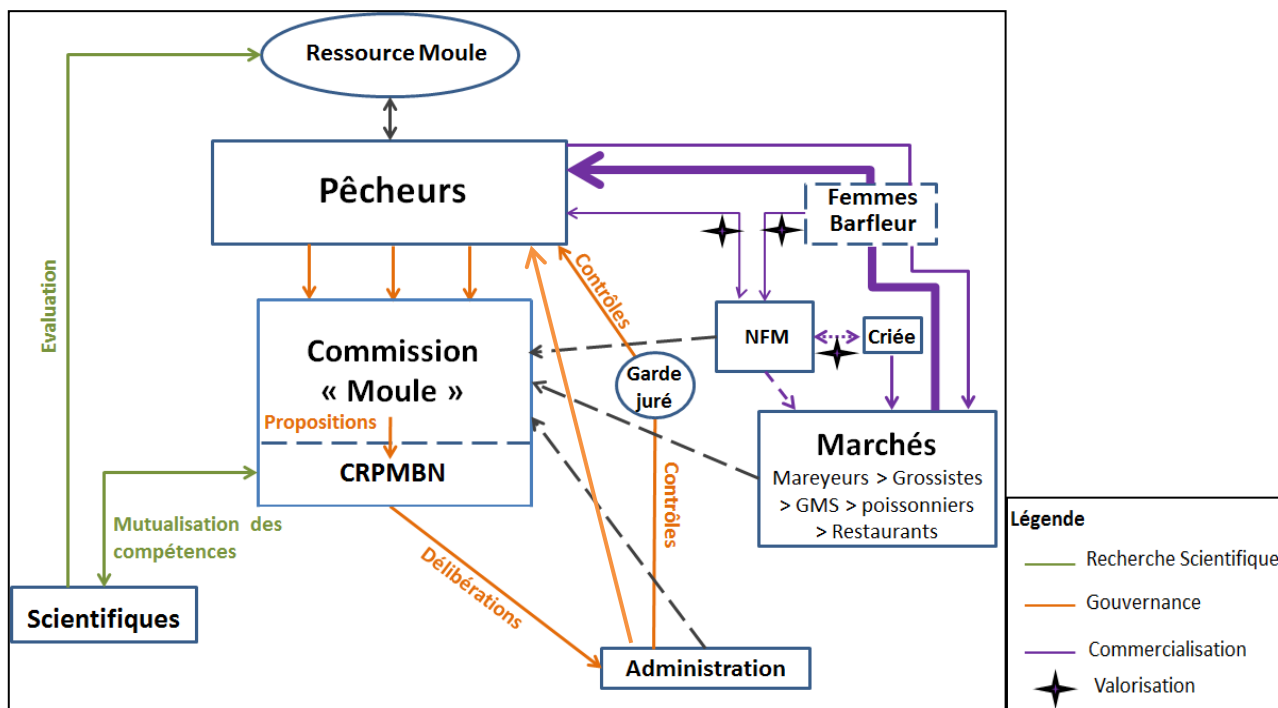 Ressource Moule
Pêcheurs
Femmes
Barfleur
Evaluation
Contrôles
NFM
Criée
Commission
« Moule »
Garde
juré
Propositions
CRPMBN
Marchés
Mareyeurs > Grossistes
> GMS > poissonniers
> Restaurants
Contrôles
Mutualisation des
compétences
Délibérations
Scientifiques
Administration
Légende
Recherche Scientifique
Gouvernance
Commercialisation
Valorisation